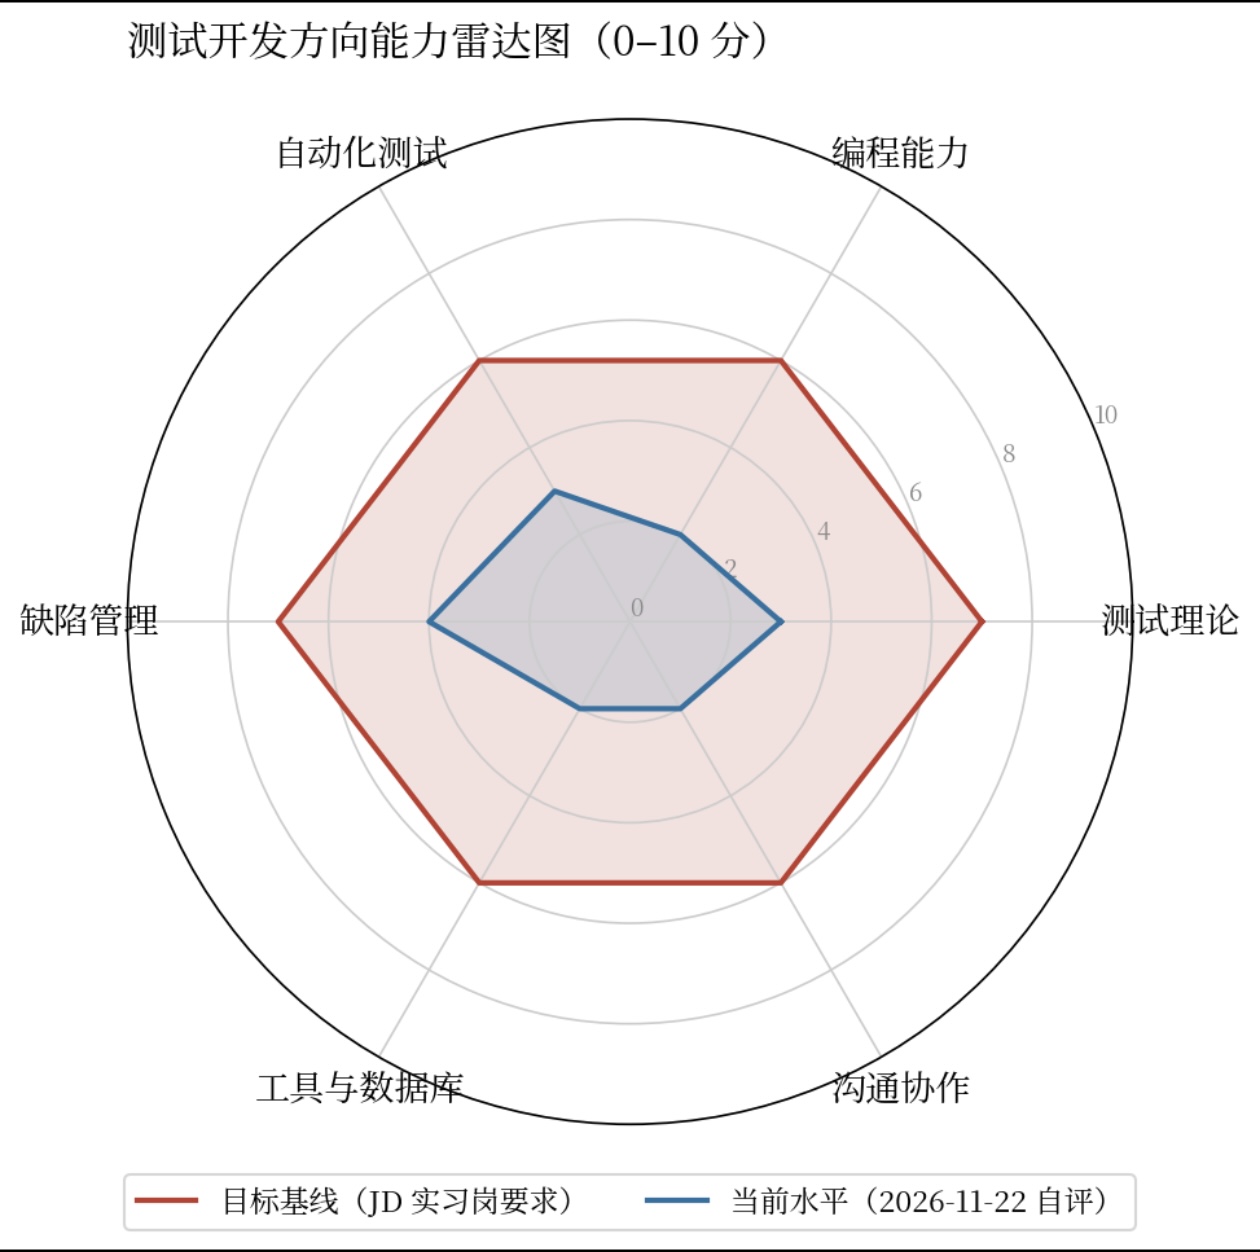 测试开发方向能力雷达图（0–10 分）
自动化测试
编程能力
10
8
6
4
2
0
缺陷管理
测试理论
工具与数据库
沟通协作
目标基线（JD 实习岗要求）
当前水平（2026-11-22 自评）